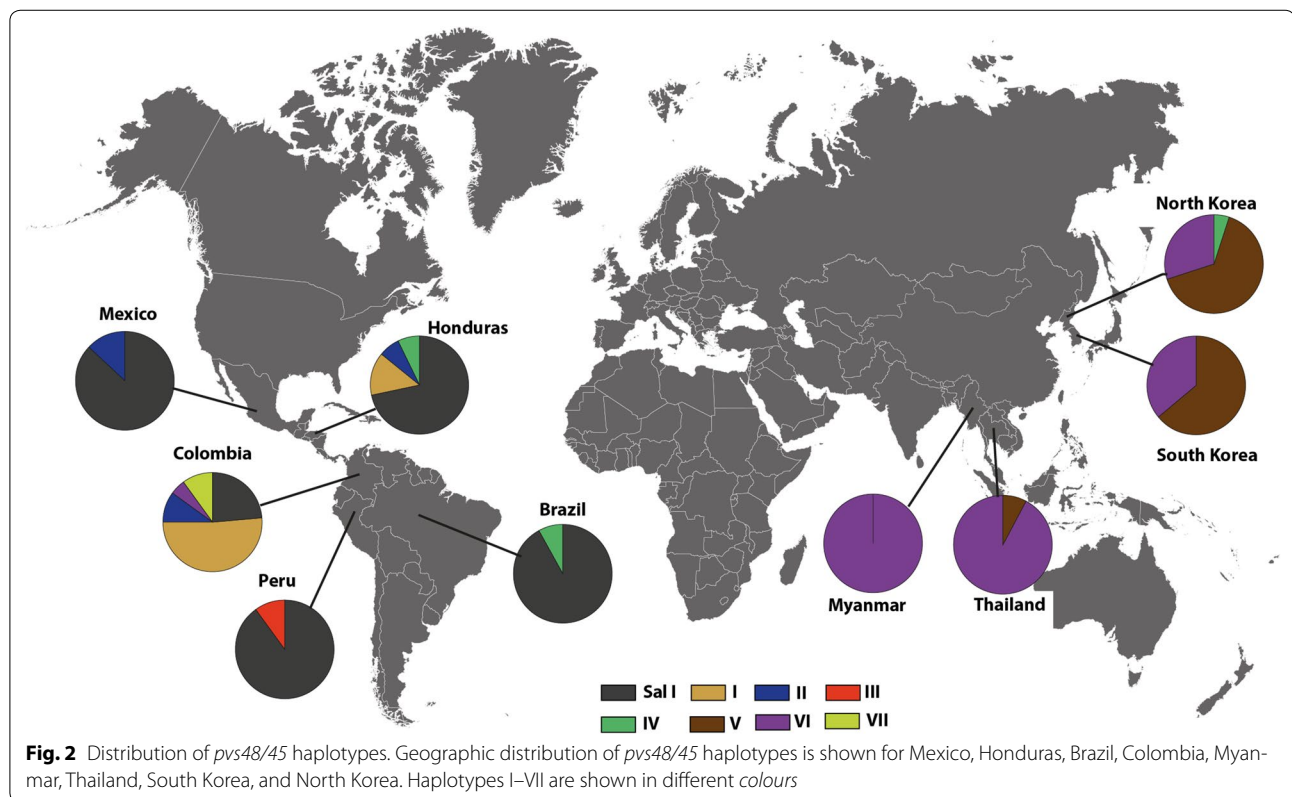 North Korea
Mexico
Honduras
South Korea
Colombia
Brazil
Peru
Myanmar
Thailand
Sal I I II III
IV V VI VII
Fig. 2 Distribution of pvs48/45 haplotypes. Geographic distribution of pvs48/45 haplotypes is shown for Mexico, Honduras, Brazil, Colombia, Myan-
mar, Thailand, South Korea, and North Korea. Haplotypes I–VII are shown in different colours